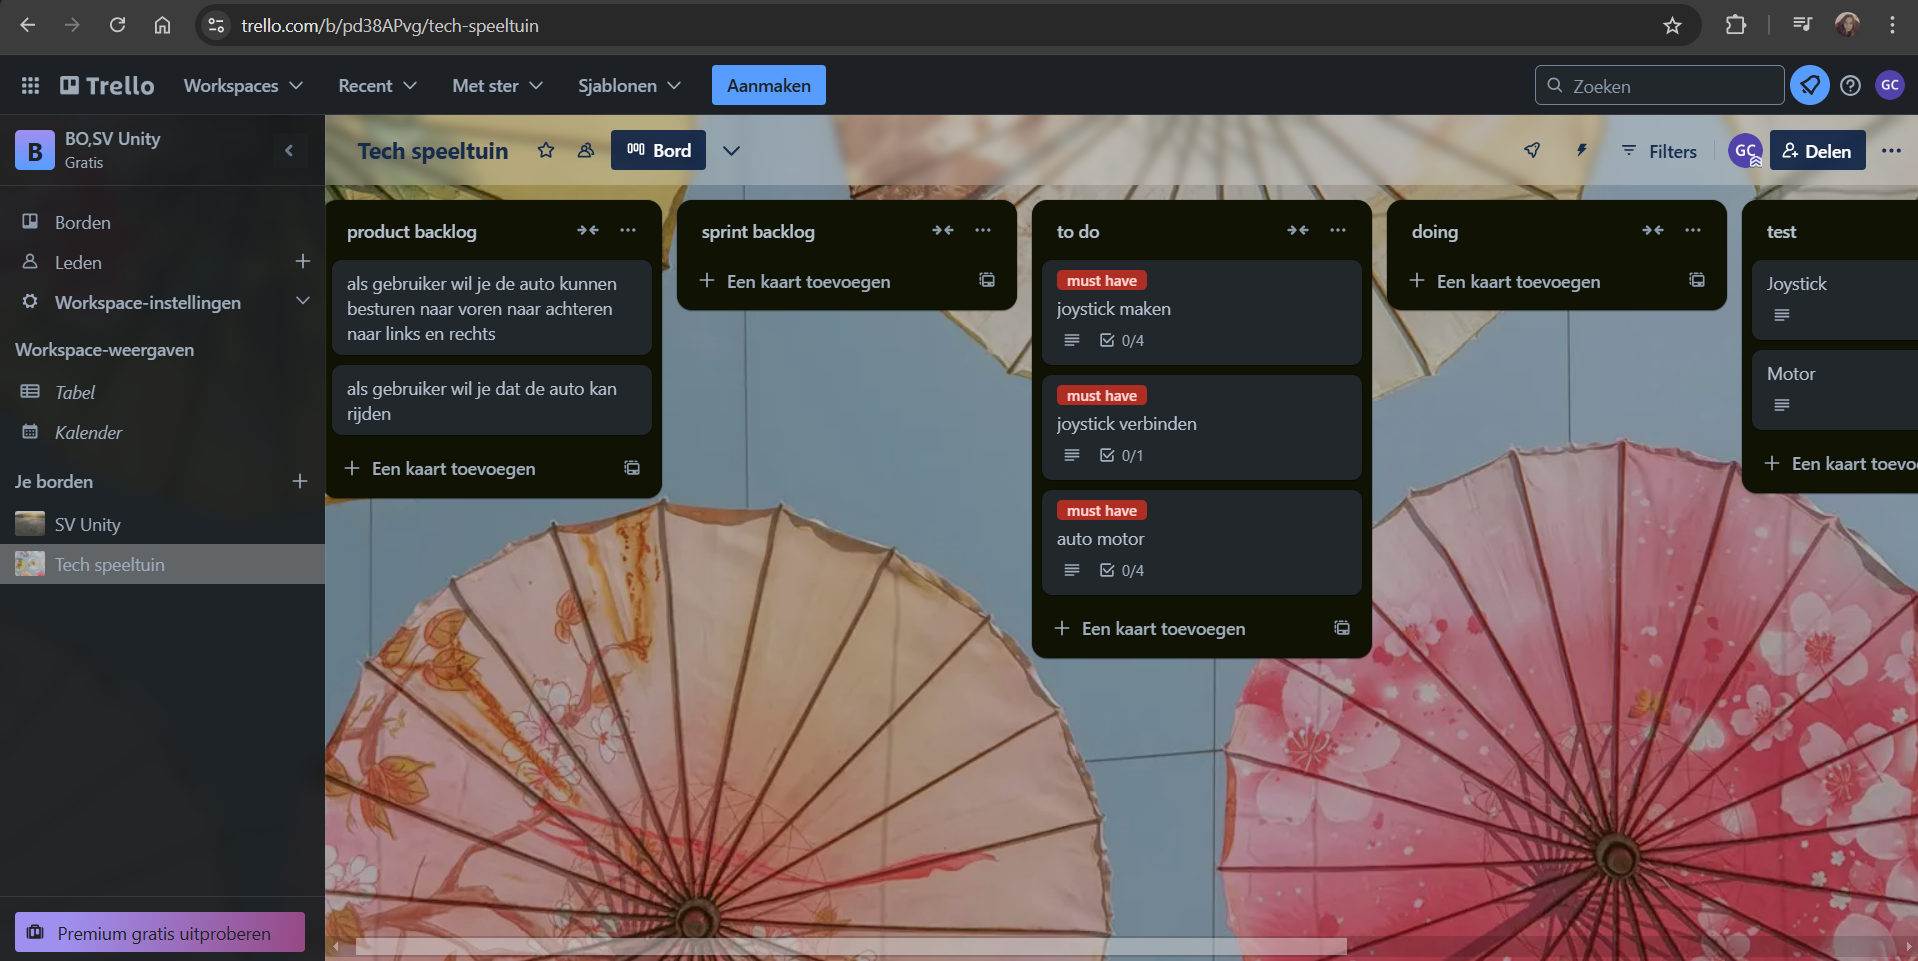 trello.com/b/pd38APvg/tech-speeltuin
Trello
Workspaces
Recent
Met ster
Sjablonen
Aanmaken
Zoeken
GC
B
BO,SV Unity
Gratis
Borden
Leden
Workspace-instellingen
Workspace-weergaven
Tabel
Kalender
Je borden
SV Unity
Tech speeltuin
Premium gratis uitproberen
Tech speeltuin
Bord
Filters
GC
Delen
product backlog
als gebruiker wil je de auto kunnen
besturen naar voren naar achteren
naar links en rechts
als gebruiker wil je dat de auto kan
rijden
Een kaart toevoegen
sprint backlog
Een kaart toevoegen
to do
must have
joystick maken
0/4
must have
joystick verbinden
0/1
must have
auto motor
0/4
Een kaart toevoegen
doing
Een kaart toevoegen
test
Joystick
Motor
Een kaart toevo